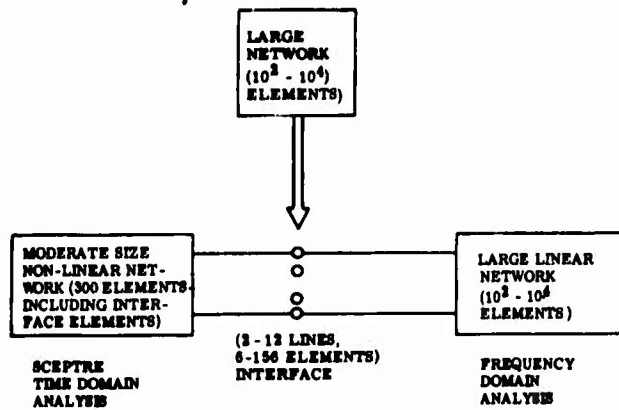 LARGE
NETWORK
(10² - 10⁴)
ELEMENTS)
MODERATE SIZE
NON-LINEAR NET-
WORK (300 ELEMENTS
INCLUDING INTER-
FACE ELEMENTS)
(2 - 12 LINES,
6-156 ELEMENTS)
INTERFACE
LARGE LINEAR
NETWORK
(10² - 10⁴
ELEMENTS)
SCEPTRE
TIME DOMAIN
ANALYSIS
FREQUENCY
DOMAIN
ANALYSIS